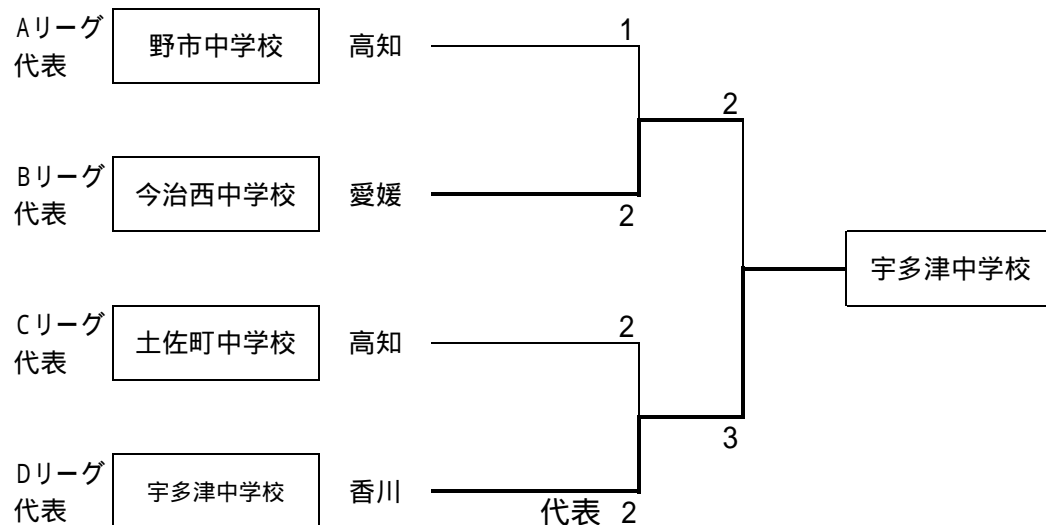 Aリーグ
代表
野市中学校
高知
1
2
Bリーグ
代表
今治西中学校
愛媛
2
宇多津中学校
Cリーグ
代表
土佐町中学校
高知
2
3
Dリーグ
代表
宇多津中学校
香川
代表 2